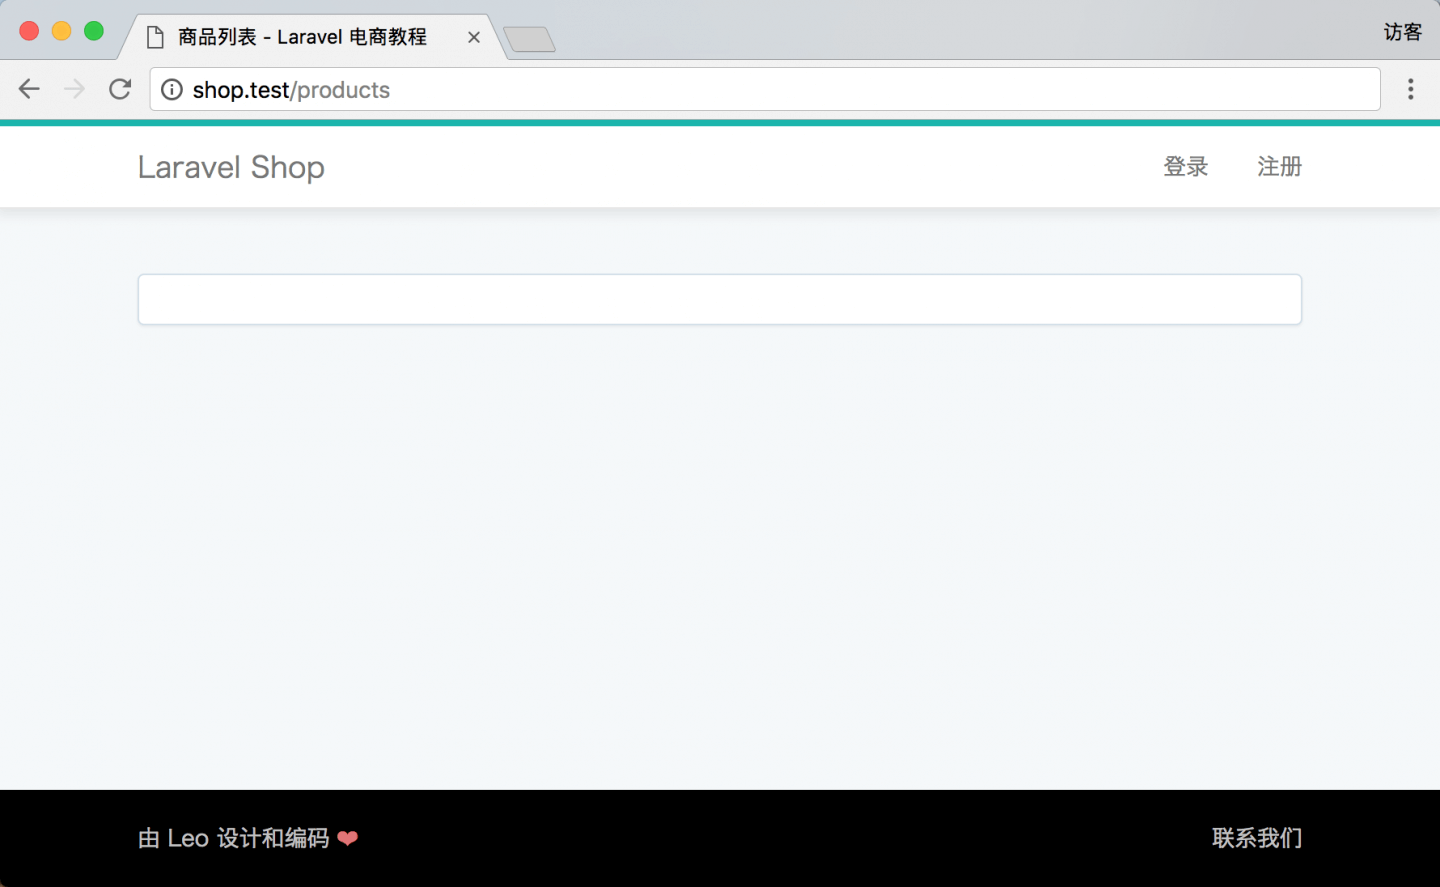 商品列表 - Laravel 电商教程
访客
shop.test/products
Laravel Shop
登录
注册
由 Leo 设计和编码 ❤
联系我们